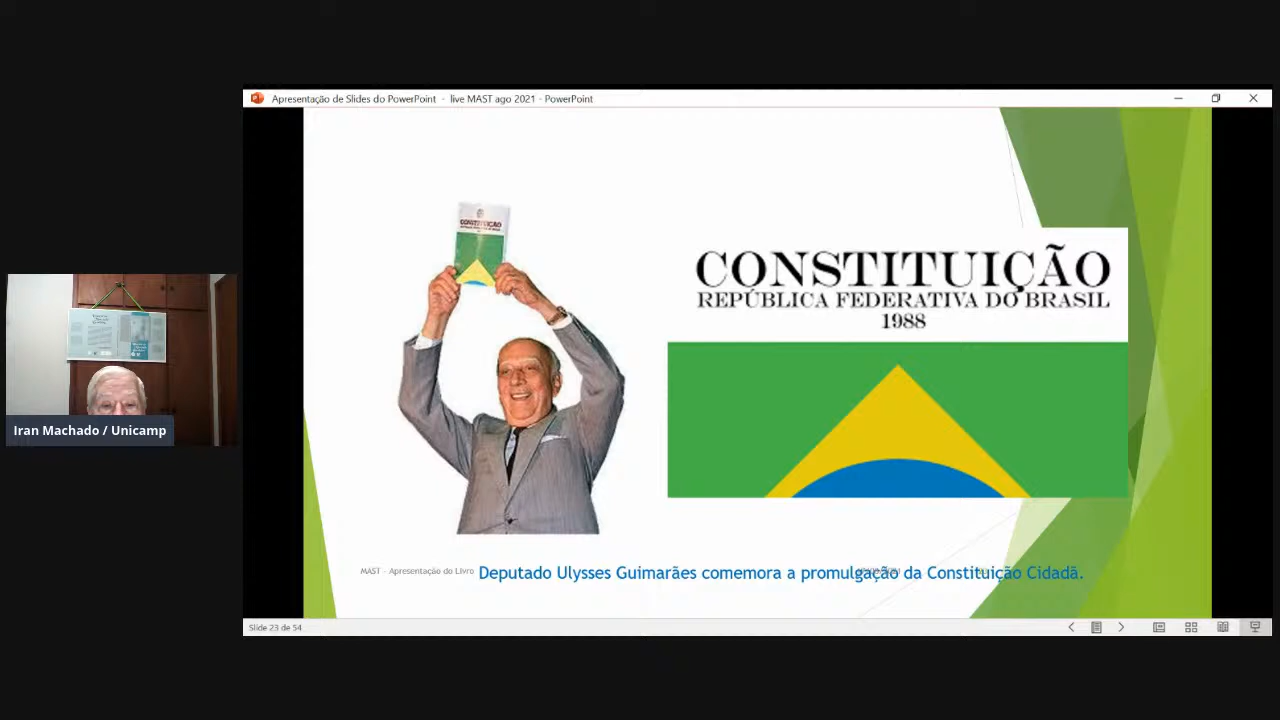 Apresentação de Slides do PowerPoint - live MAST ago 2021 - PowerPoint
CONSTITUIÇÃO
CONSTITUIÇÃO
REPÚBLICA FEDERATIVA DO BRASIL
1988
Iran Machado / Unicamp
MAST - Apresentação do Livro
Deputado Ulysses Guimarães comemora a promulgação da Constituição Cidadã.
Slide 23 de 54